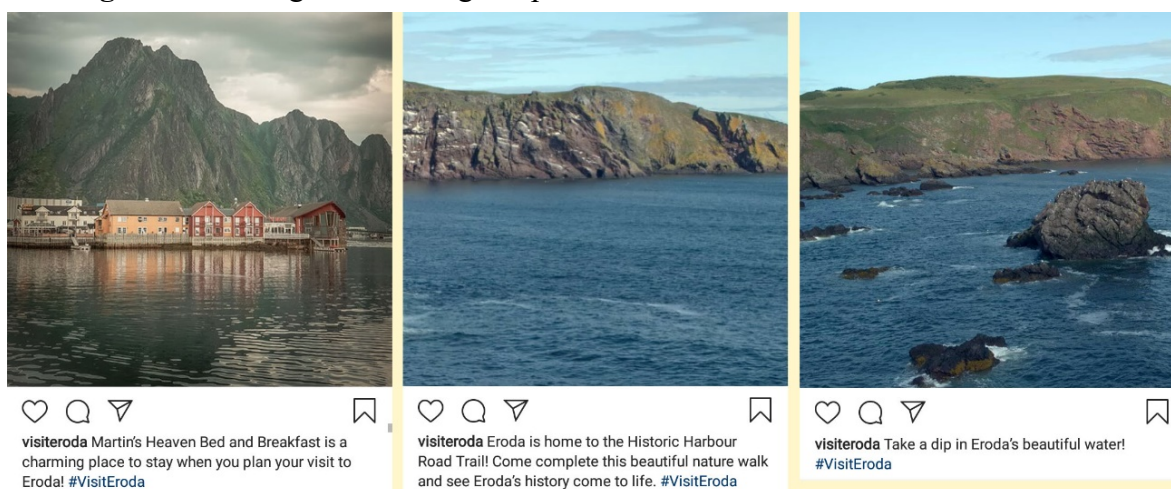 visiteroda Martin's Heaven Bed and Breakfast is a
charming place to stay when you plan your visit to
Eroda! #VisitEroda
visiteroda Eroda is home to the Historic Harbour
Road Trail! Come complete this beautiful nature walk
and see Eroda's history come to life. #VisitEroda
visiteroda Take a dip in Eroda's beautiful water!
#VisitEroda